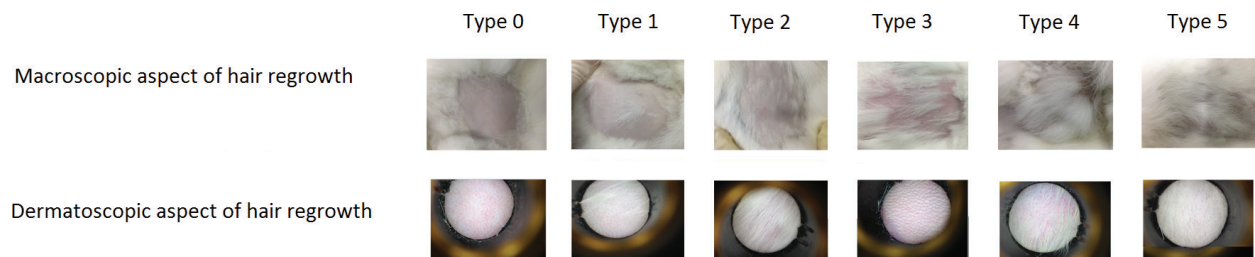 Type 0 Type 1 Type 2 Type 3 Type 4 Type 5
Macroscopic aspect of hair regrowth
Dermatoscopic aspect of hair regrowth